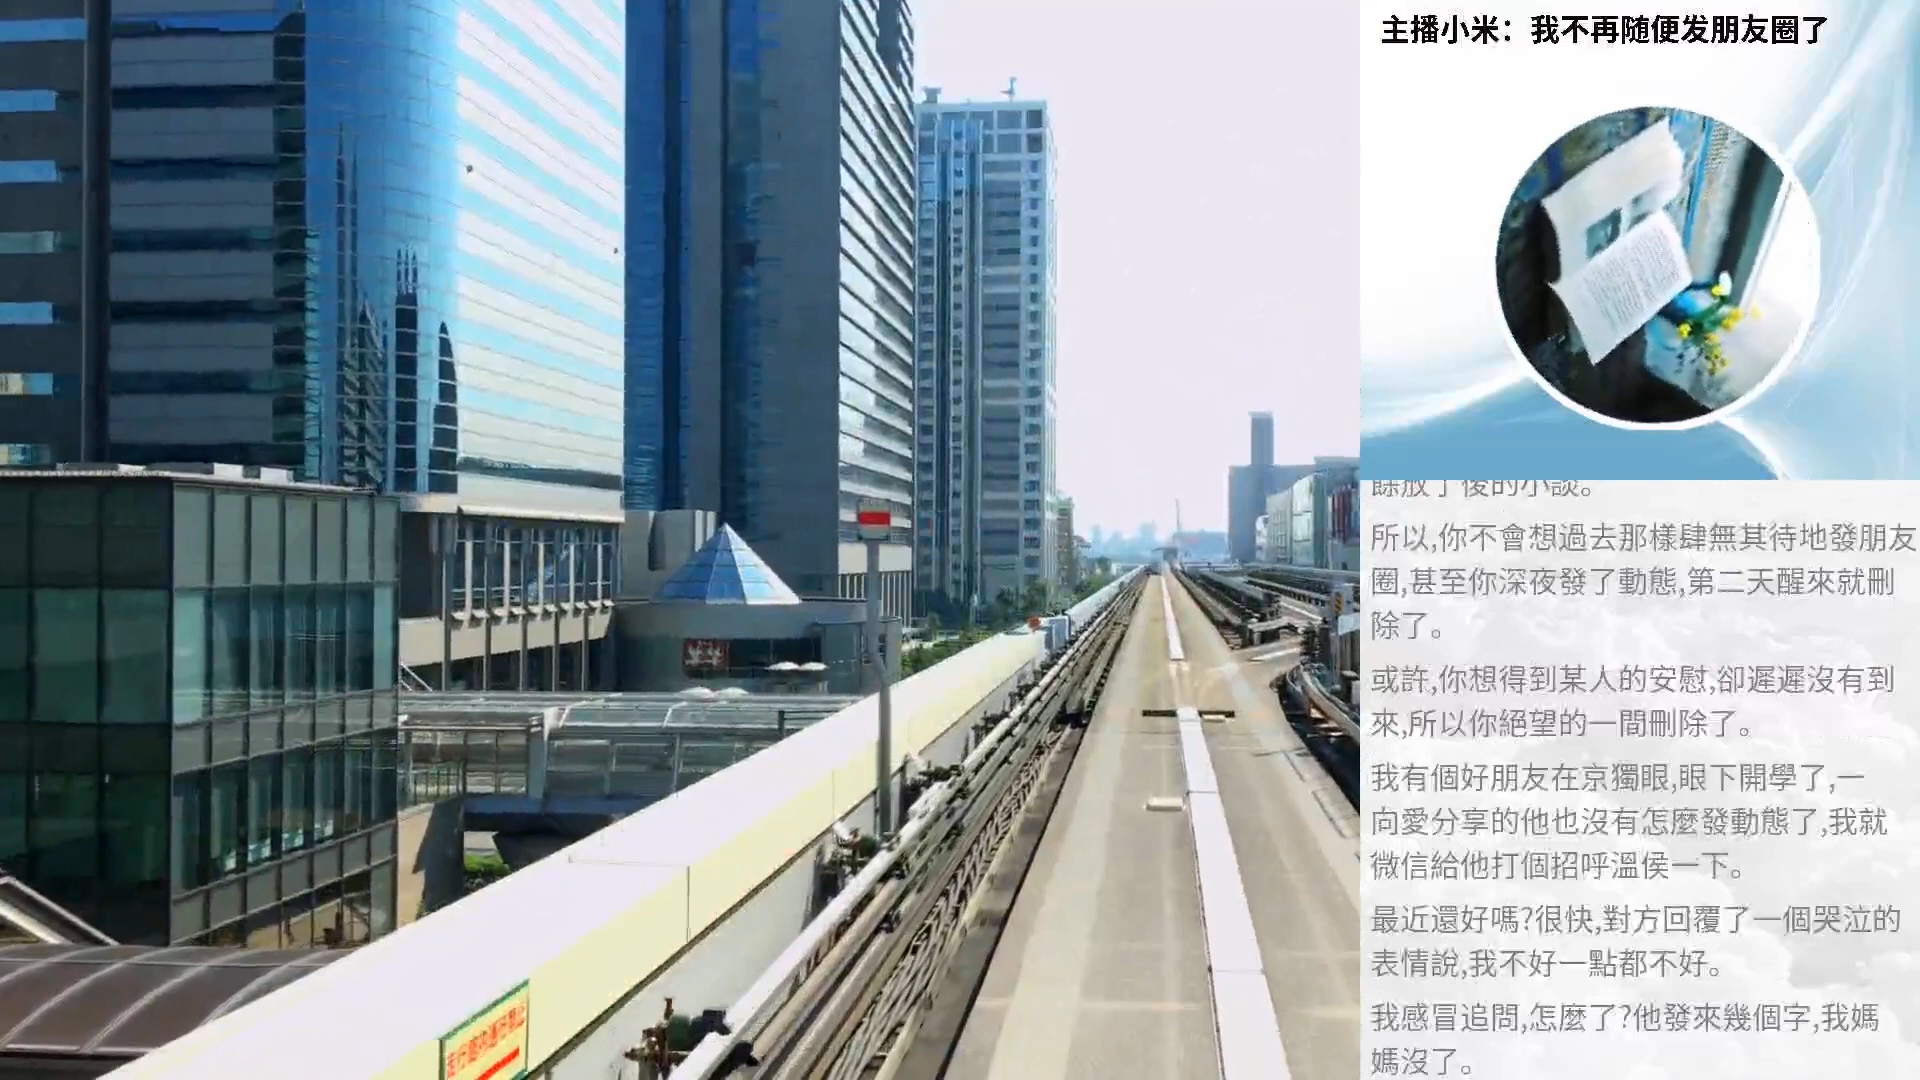 主播小米：我不再随便发朋友圈了
所以,你不會想過去那樣肆無其待地發朋友
圈,甚至你深夜發了動態,第二天醒來就刪
除了。
或許,你想得到某人的安慰,卻遲遲沒有到
來,所以你絕望的一間刪除了。
我有個好朋友在京獨眼,眼下開學了,一
向愛分享的他也沒有怎麼發動態了,我就
微信給他打個招呼溫侯一下。
最近還好嗎?很快,對方回覆了一個哭泣的
表情說,我不好一點都不好。
我感冒追問,怎麼了?他發來幾個字,我媽
媽沒了。